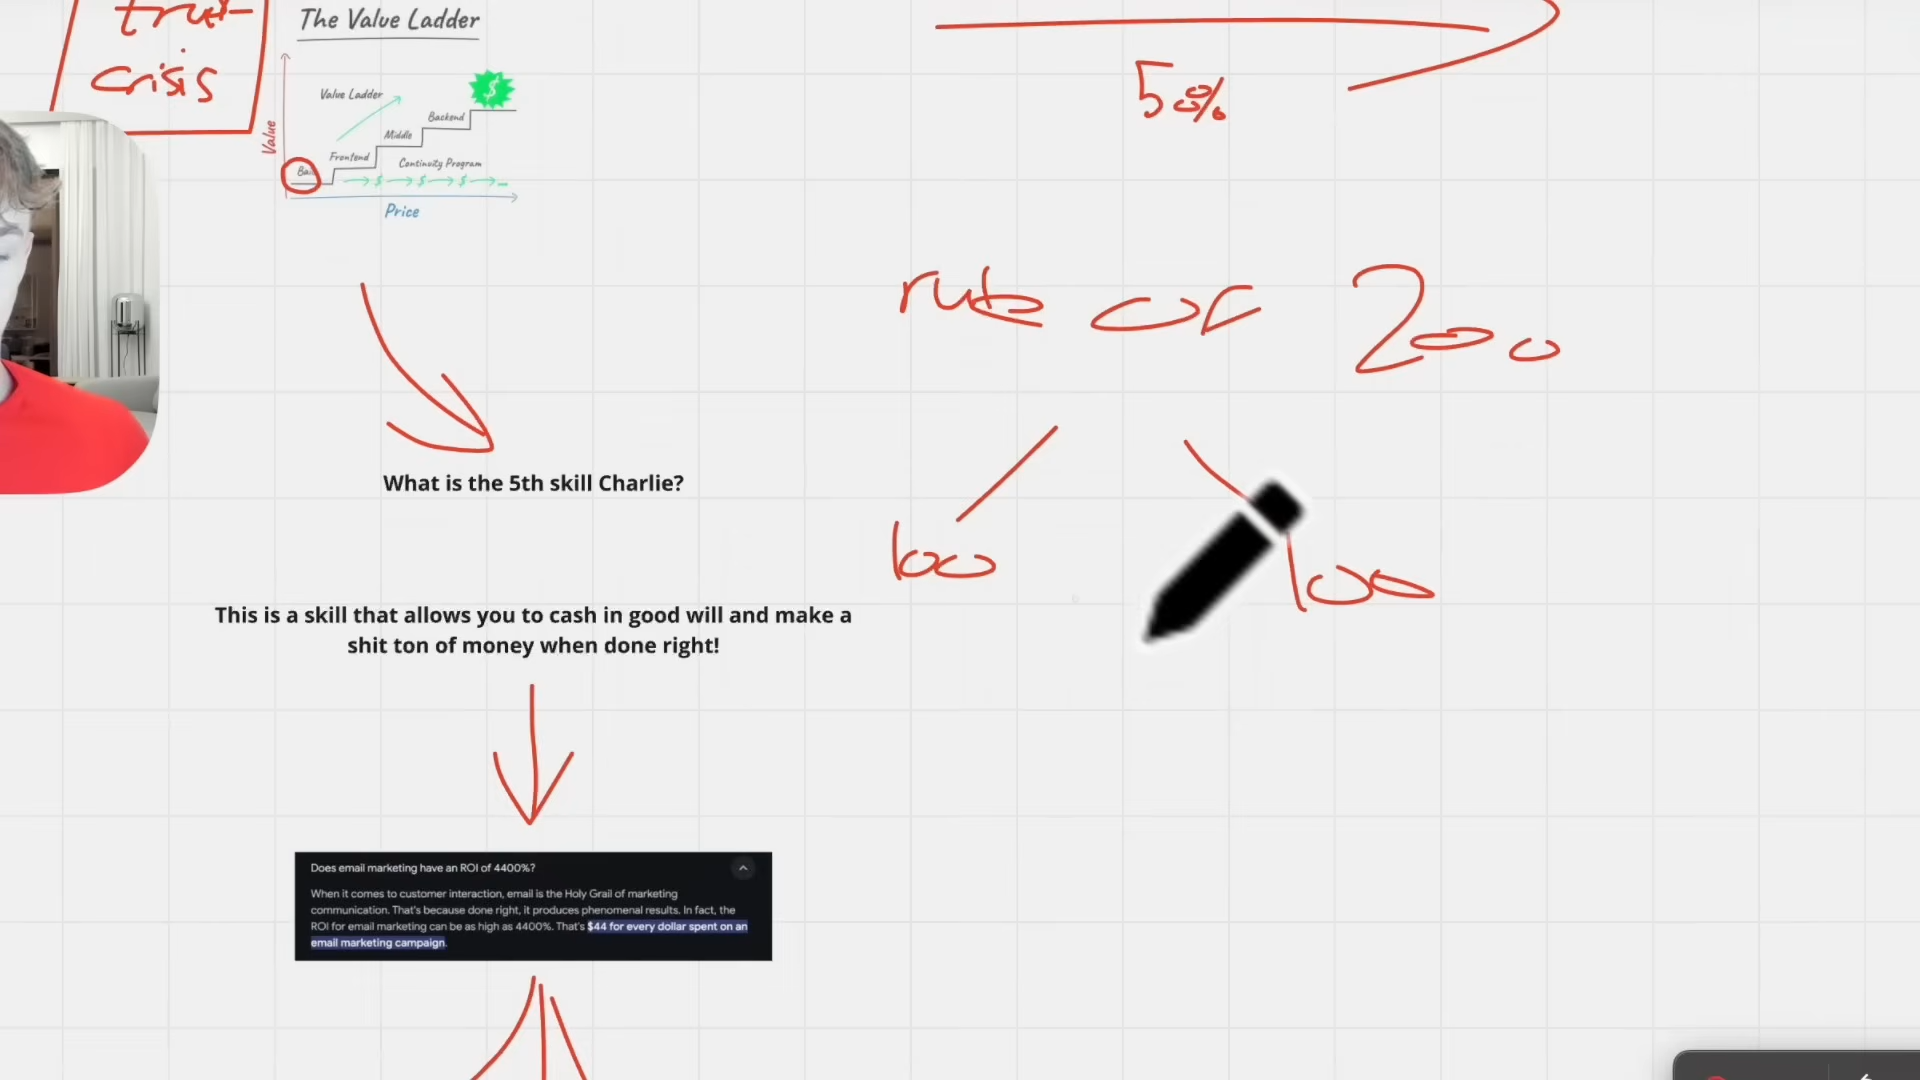 trust
crisis
The Value Ladder
Value Ladder
$
Backend
Middle
Frontend
Bai
Continuity Program
$ $ $
Value
Price
5%
rule of 200
100
100
What is the 5th skill Charlie?
This is a skill that allows you to cash in good will and make a
shit ton of money when done right!
Does email marketing have an ROI of 4400%?
When it comes to customer interaction, email is the Holy Grail of marketing
communication. That's because done right, it produces phenomenal results. In fact, the
ROI for email marketing can be as high as 4400%. That's $44 for every dollar spent on an
email marketing campaign.